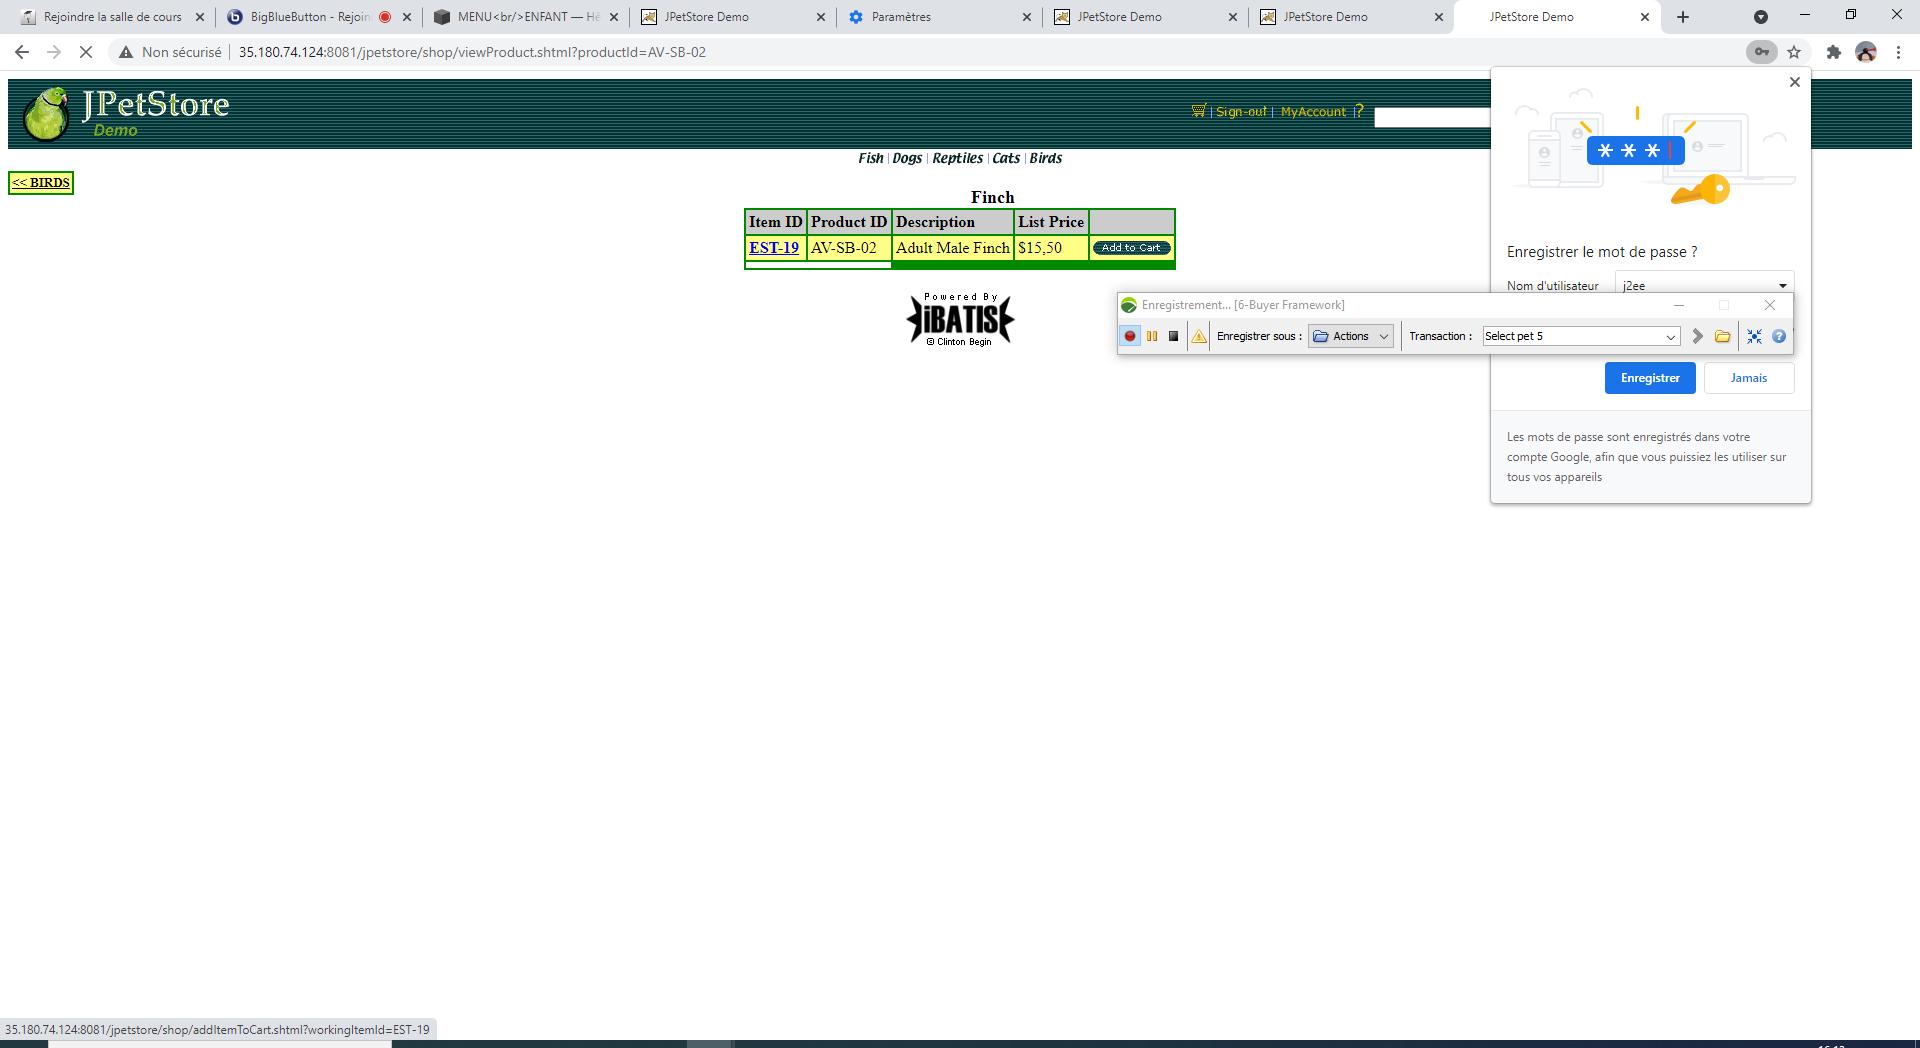 Rejoindre la salle de cours
BigBlueButton - Rejoin
MENU<br/>ENFANT — Hé
JPetStore Demo
Paramètres
JPetStore Demo
JPetStore Demo
JPetStore Demo
Non sécurisé
35.180.74.124:8081/jpetstore/shop/viewProduct.shtml?productId=AV-SB-02
JPetStore
Demo
| Sign-out | MyAccount | ?
Fish | Dogs | Reptiles | Cats | Birds
<< BIRDS
Finch
Item ID Product ID Description List Price
EST-19 AV-SB-02 Adult Male Finch $15,50 Add to Cart
Powered By
iBATIS
© Clinton Begin
* * * |
Enregistrer le mot de passe ?
Nom d'utilisateur j2ee
Enregistrement... [6-Buyer Framework]
Enregistrer sous : Actions Transaction : Select pet 5
Enregistrer Jamais
Les mots de passe sont enregistrés dans votre
compte Google, afin que vous puissiez les utiliser sur
tous vos appareils
35.180.74.124:8081/jpetstore/shop/addItemToCart.shtml?workingItemId=EST-19